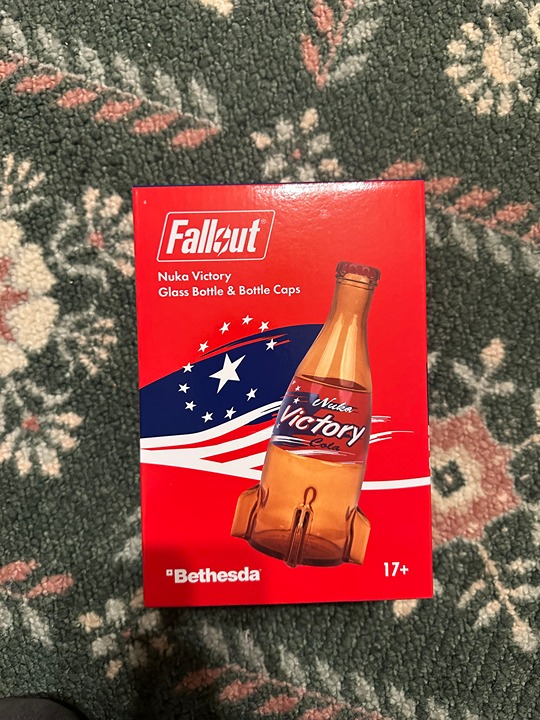 Fallout®
Nuka Victory
Glass Bottle & Bottle Caps
Nuka
Victory
Cola
Bethesda
17+